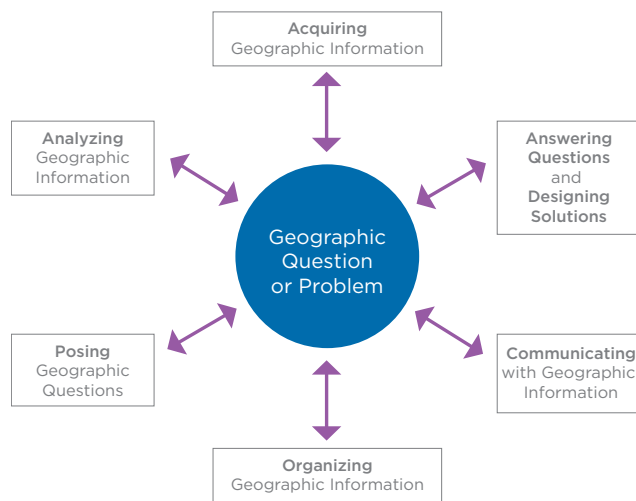 Acquiring
Geographic Information
Analyzing
Geographic
Information
Answering
Questions
and
Designing
Solutions
Geographic
Question
or Problem
Posing
Geographic
Questions
Communicating
with Geographic
Information
Organizing
Geographic Information